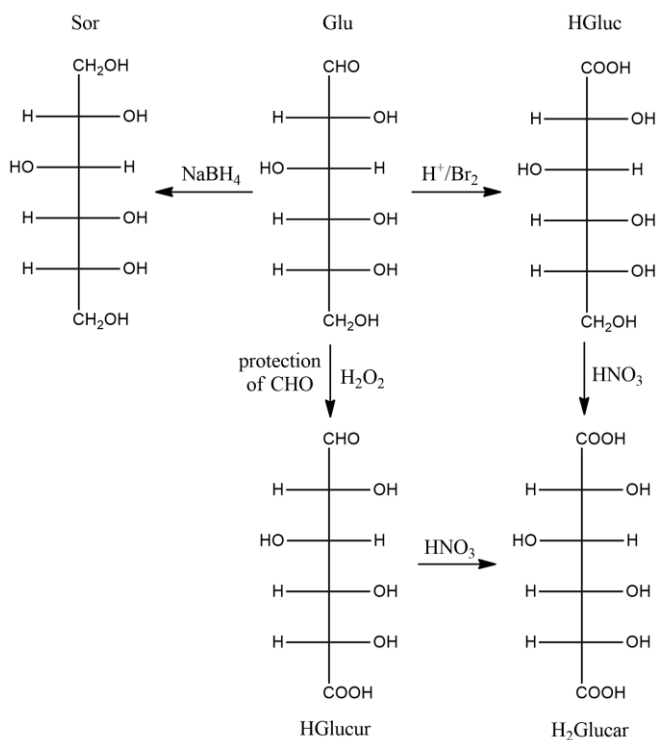 Sor Glu HGluc
CH2OH CHO COOH
H OH H OH H OH
HO H NaBH4 HO H H+/Br2 HO H
H OH H OH H OH
H OH H OH H OH
CH2OH CH2OH CH2OH
protection of CHO H2O2 HNO3
CHO COOH
H OH H OH
HO H HNO3 HO H
H OH H OH
H OH H OH
COOH COOH
HGlucur H2Glucar